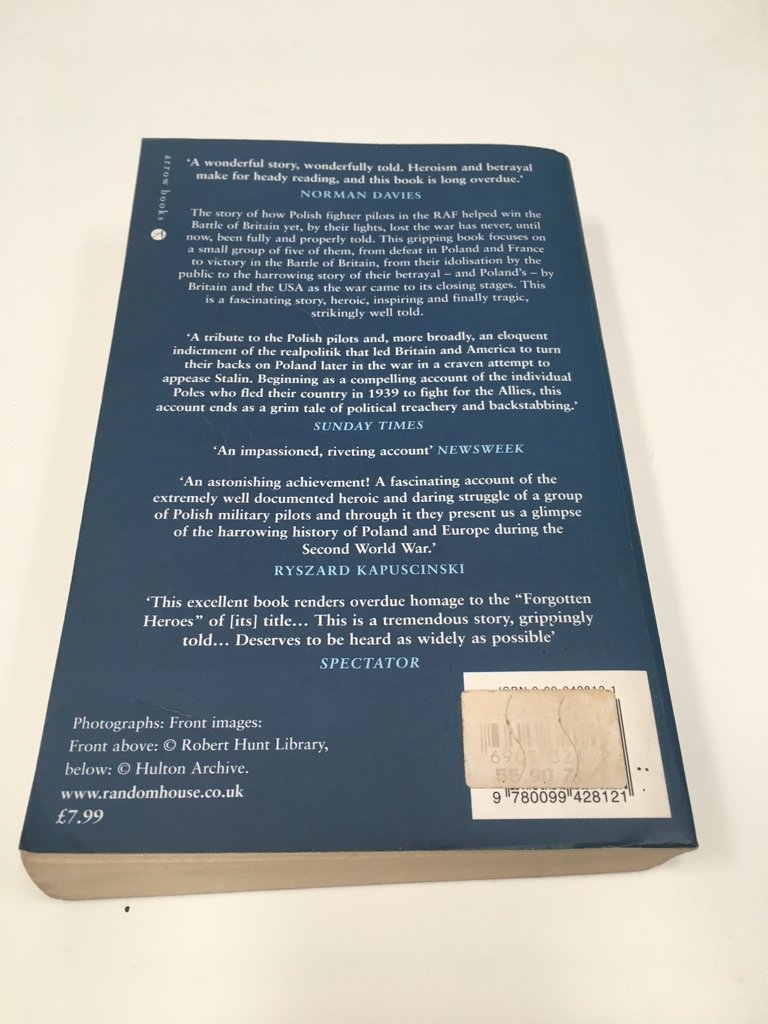 arrow books
'A wonderful story, wonderfully told. Heroism and betrayal
make for heady reading, and this book is long overdue.'
NORMAN DAVIES
The story of how Polish fighter pilots in the RAF helped win the
Battle of Britain yet, by their lights, lost the war has never, until
now, been fully and properly told. This gripping book focuses on
a small group of five of them, from defeat in Poland and France
to victory in the Battle of Britain, from their idolisation by the
public to the harrowing story of their betrayal – and Poland's – by
Britain and the USA as the war came to its closing stages. This
is a fascinating story, heroic, inspiring and finally tragic,
strikingly well told.
'A tribute to the Polish pilots and, more broadly, an eloquent
indictment of the realpolitik that led Britain and America to turn
their backs on Poland later in the war in a craven attempt to
appease Stalin. Beginning as a compelling account of the individual
Poles who fled their country in 1939 to fight for the Allies, this
account ends as a grim tale of political treachery and backstabbing.'
SUNDAY TIMES
'An impassioned, riveting account' NEWSWEEK
'An astonishing achievement! A fascinating account of the
extremely well documented heroic and daring struggle of a group
of Polish military pilots and through it they present us a glimpse
of the harrowing history of Poland and Europe during the
Second World War.'
RYSZARD KAPUSCINSKI
'This excellent book renders overdue homage to the "Forgotten
Heroes" of [its] title... This is a tremendous story, grippingly
told... Deserves to be heard as widely as possible'
SPECTATOR
Photographs: Front images:
Front above: © Robert Hunt Library,
below: © Hulton Archive.
www.randomhouse.co.uk
£7.99
9 780099 428121